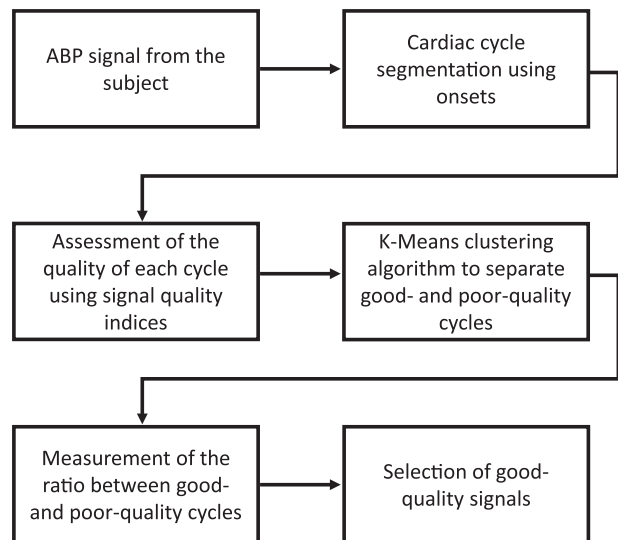 ABP signal from the
subject
Cardiac cycle
segmentation using
onsets
Assessment of the
quality of each cycle
using signal quality
indices
K-Means clustering
algorithm to separate
good- and poor-quality
cycles
Measurement of the
ratio between good-
and poor-quality cycles
Selection of good-
quality signals